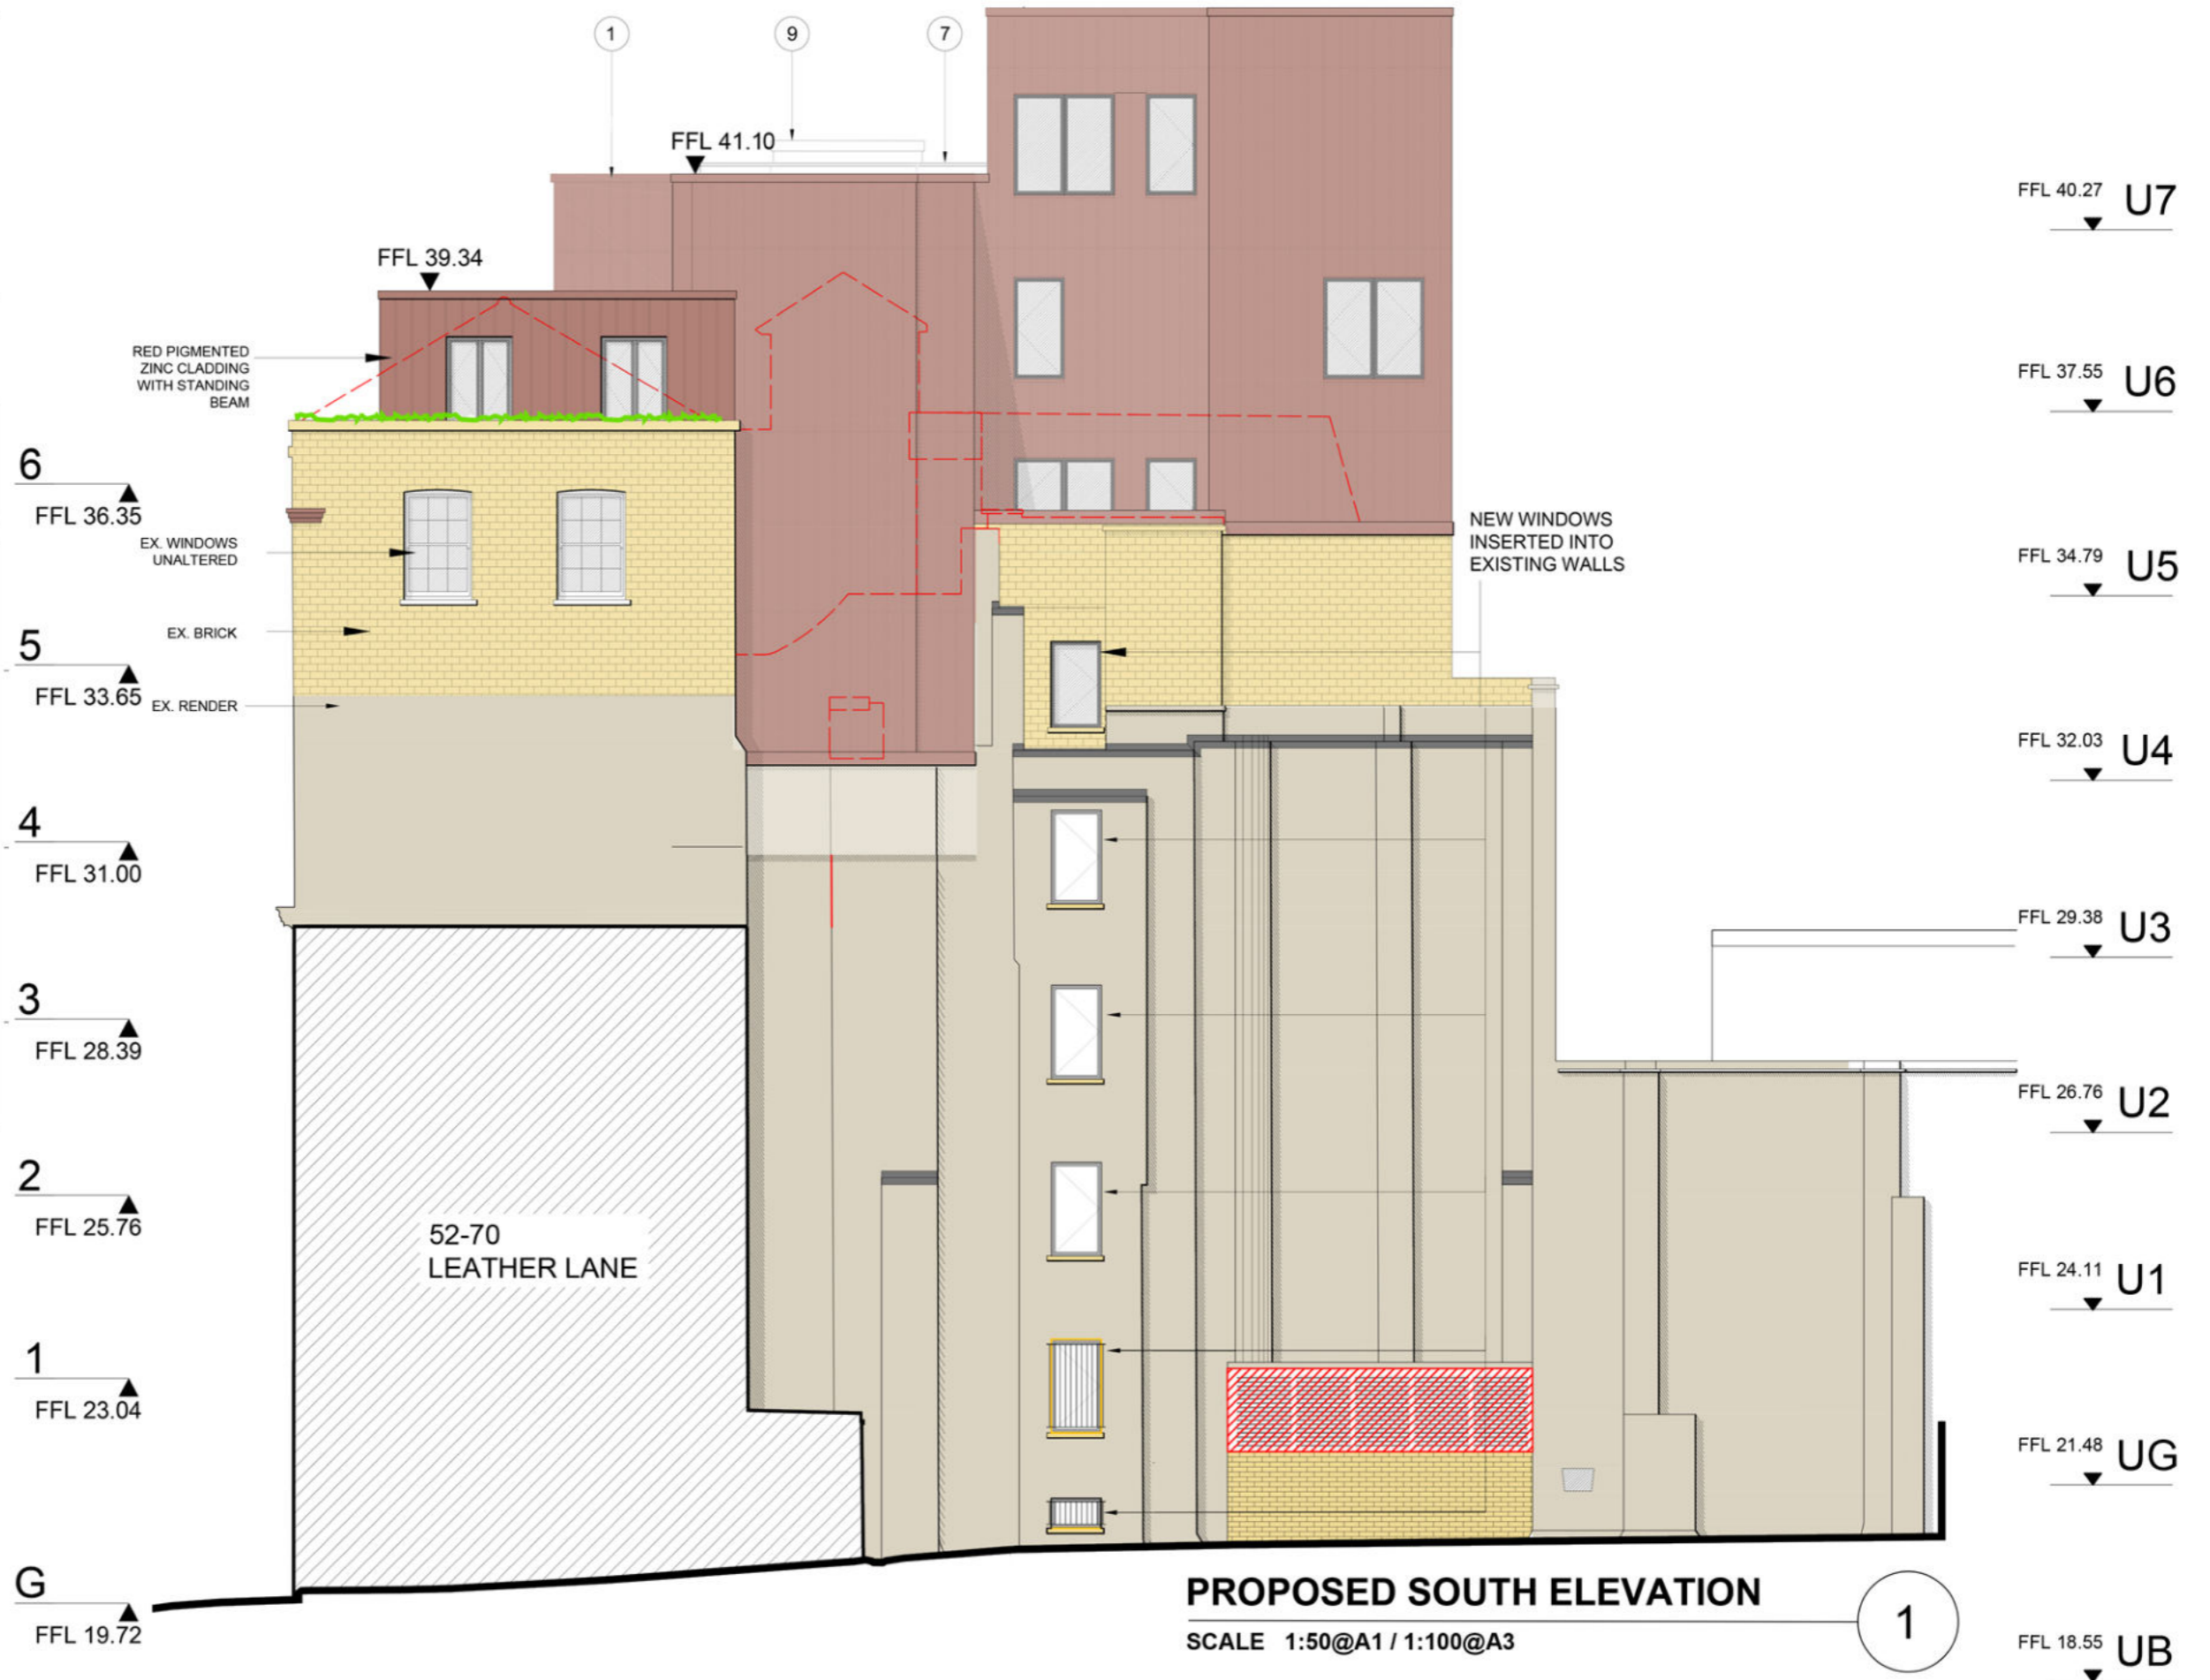 1
9
7
FFL 41.10
FFL 39.34
RED PIGMENTED
ZINC CLADDING
WITH STANDING
BEAM
6
FFL 36.35
EX. WINDOWS
UNALTERED
EX. BRICK
5
FFL 33.65
EX. RENDER
4
FFL 31.00
3
FFL 28.39
2
FFL 25.76
1
FFL 23.04
G
FFL 19.72
52-70
LEATHER LANE
NEW WINDOWS
INSERTED INTO
EXISTING WALLS
FFL 40.27 U7
FFL 37.55 U6
FFL 34.79 U5
FFL 32.03 U4
FFL 29.38 U3
FFL 26.76 U2
FFL 24.11 U1
FFL 21.48 UG
FFL 18.55 UB
PROPOSED SOUTH ELEVATION
SCALE 1:50@A1 / 1:100@A3
1